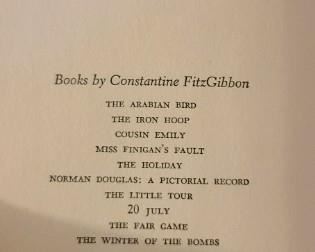 Books by Constantine FitzGibbon
THE ARABIAN BIRD
THE IRON HOOP
COUSIN EMILY
MISS FINIGAN'S FAULT
THE HOLIDAY
NORMAN DOUGLAS: A PICTORIAL RECORD
THE LITTLE TOUR
20 JULY
THE FAIR GAME
THE WINTER OF THE BOMBS